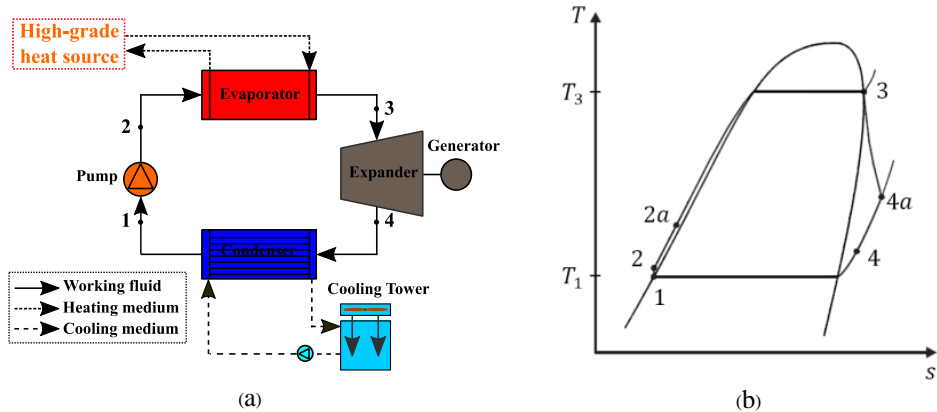 High-grade
heat source
Evaporator
2
3
Generator
Pump
Expander
1
4
Condenser
Working fluid
Heating medium
Cooling medium
Cooling Tower
(a)
T
T₃
3
2a
4a
2
4
T₁
1
s
(b)